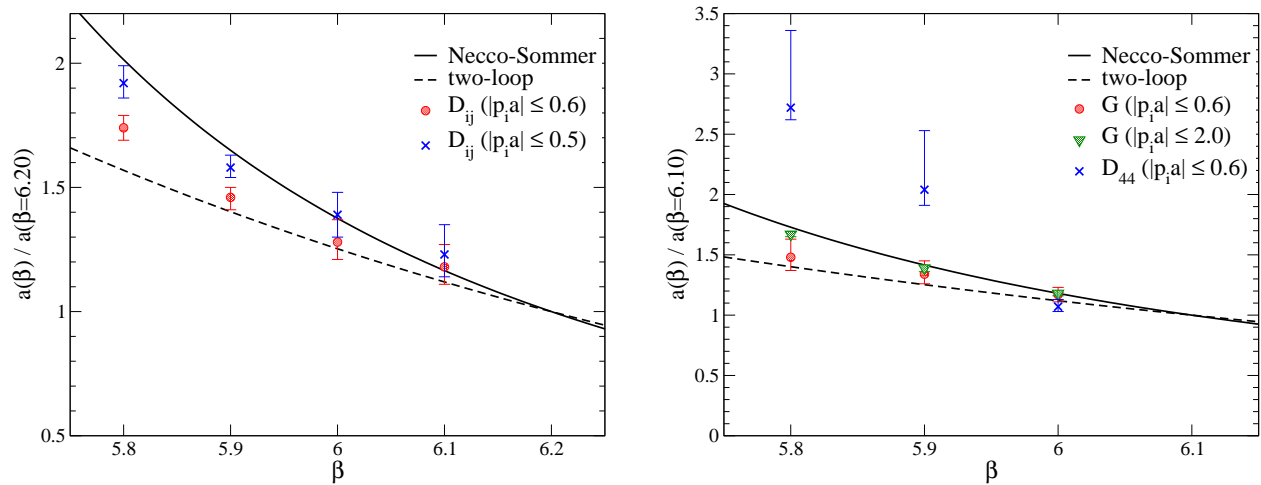 a(β) / a(β=6.20)
2
1.5
1
0.5
5.8
5.9
6
6.1
6.2
β
Necco-Sommer
two-loop
D_ij (|p_i a| ≤ 0.6)
D_ij (|p_i a| ≤ 0.5)
a(β) / a(β=6.10)
3.5
3
2.5
2
1.5
1
0.5
0
5.8
5.9
6
6.1
β
Necco-Sommer
two-loop
G (|p_i a| ≤ 0.6)
G (|p_i a| ≤ 2.0)
D_44 (|p_i a| ≤ 0.6)